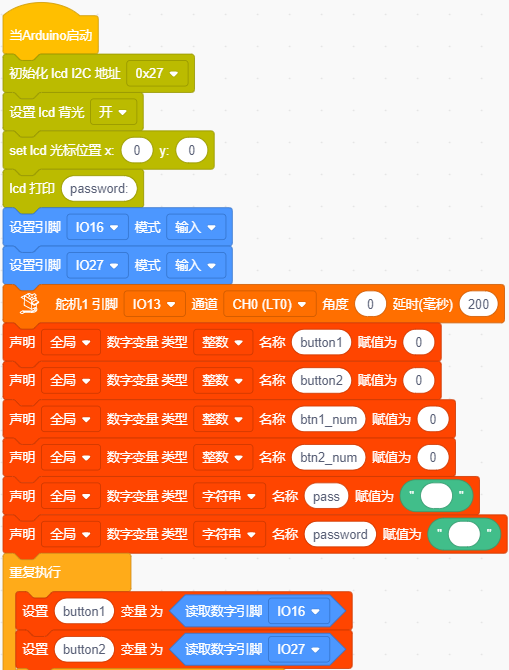 当Arduino启动
初始化 lcd I2C 地址 0x27
设置 lcd 背光 开
set lcd 光标位置 x: 0 y: 0
lcd 打印 password:
设置引脚 IO16 模式 输入
设置引脚 IO27 模式 输入
舵机1 引脚 IO13 通道 CH0 (LT0) 角度 0 延时(毫秒) 200
声明 全局 数字变量 类型 整数 名称 button1 赋值为 0
声明 全局 数字变量 类型 整数 名称 button2 赋值为 0
声明 全局 数字变量 类型 整数 名称 btn1_num 赋值为 0
声明 全局 数字变量 类型 整数 名称 btn2_num 赋值为 0
声明 全局 数字变量 类型 字符串 名称 pass 赋值为 " "
声明 全局 数字变量 类型 字符串 名称 password 赋值为 " "
重复执行
设置 button1 变量 为 读取数字引脚 IO16
设置 button2 变量 为 读取数字引脚 IO27